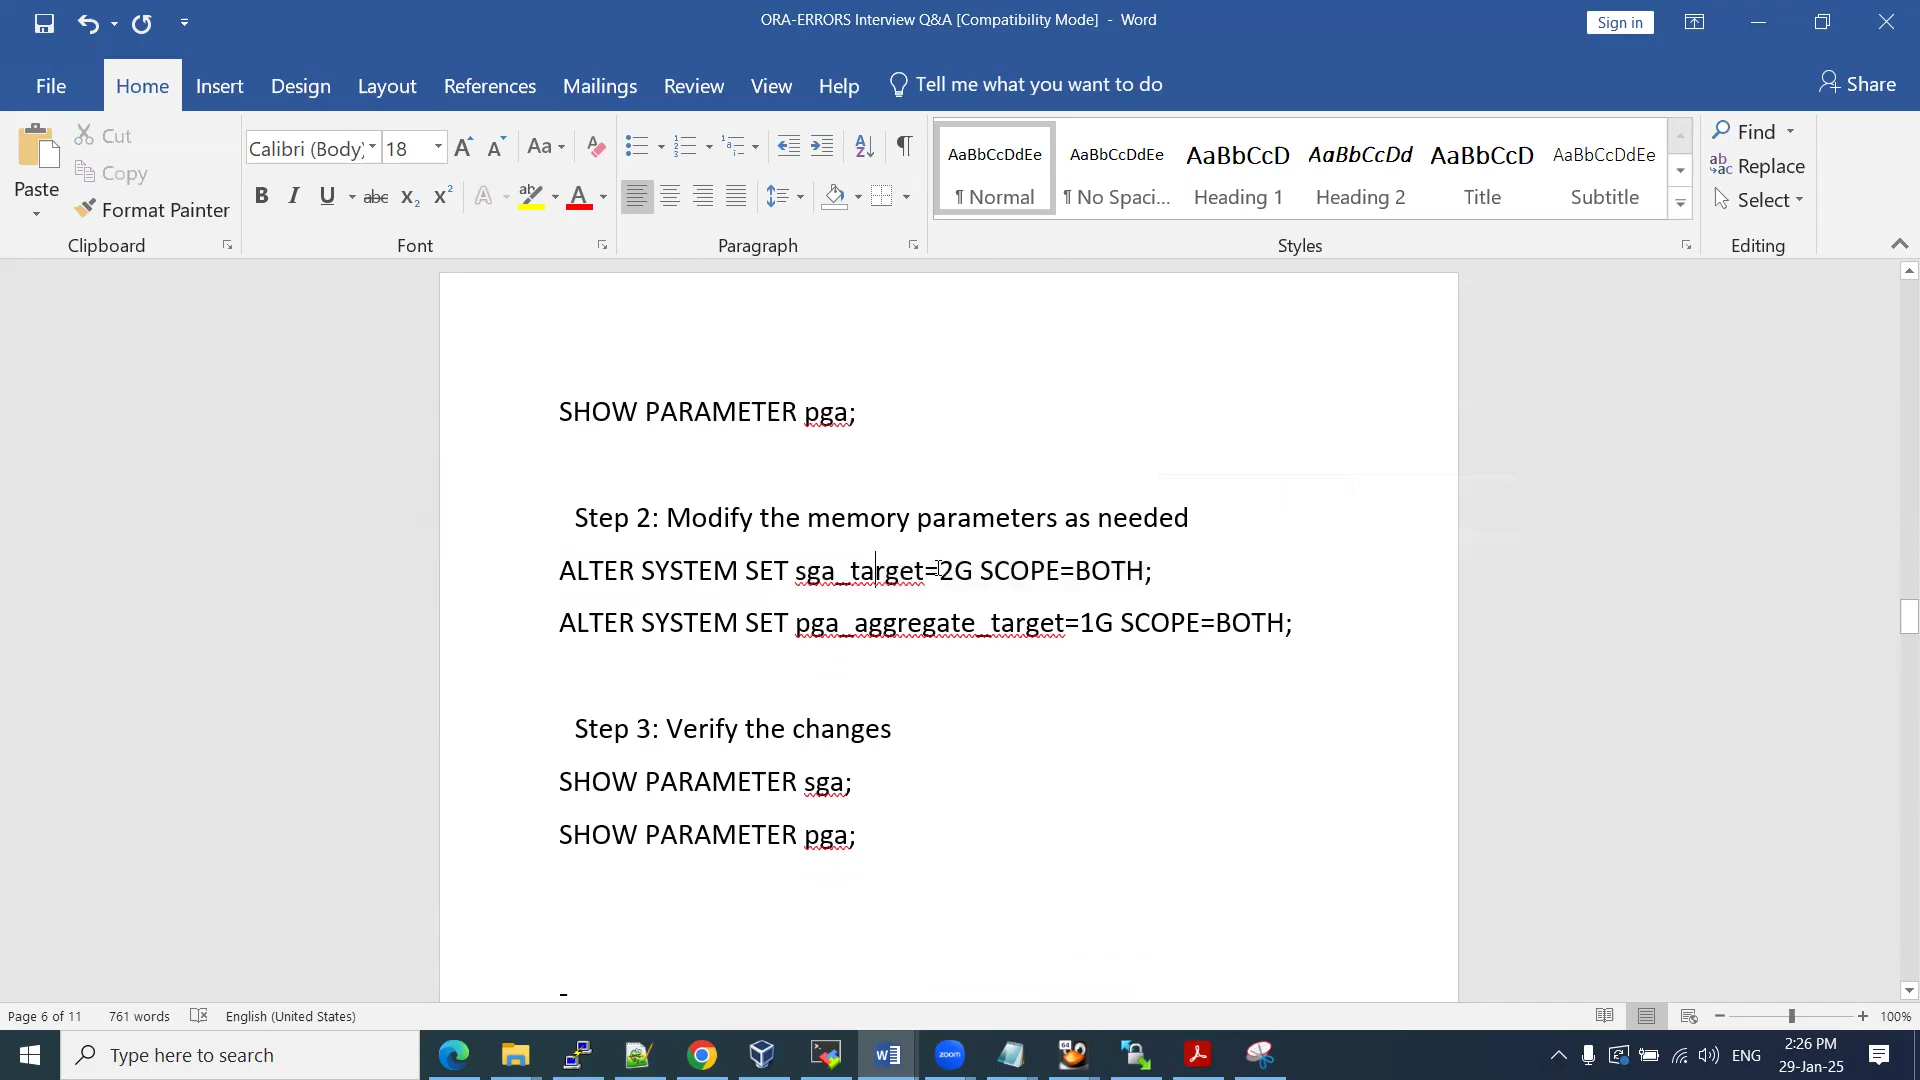 ORA-ERRORS Interview Q&A [Compatibility Mode] - Word
Sign in
File
Home
Insert
Design
Layout
References
Mailings
Review
View
Help
Tell me what you want to do
Share
Paste
Cut
Copy
Format Painter
Clipboard
Calibri (Body)
18
Font
Paragraph
AaBbCcDdEe
¶ Normal
AaBbCcDdEe
¶ No Spaci...
AaBbCcD
Heading 1
AaBbCcDd
Heading 2
AaBbCcD
Title
AaBbCcDdEe
Subtitle
Styles
Find
Replace
Select
Editing
SHOW PARAMETER pga;
Step 2: Modify the memory parameters as needed
ALTER SYSTEM SET sga_target=2G SCOPE=BOTH;
ALTER SYSTEM SET pga_aggregate_target=1G SCOPE=BOTH;
Step 3: Verify the changes
SHOW PARAMETER sga;
SHOW PARAMETER pga;
-
Page 6 of 11
761 words
English (United States)
100%
Type here to search
zoom
ENG
2:26 PM
29-Jan-25